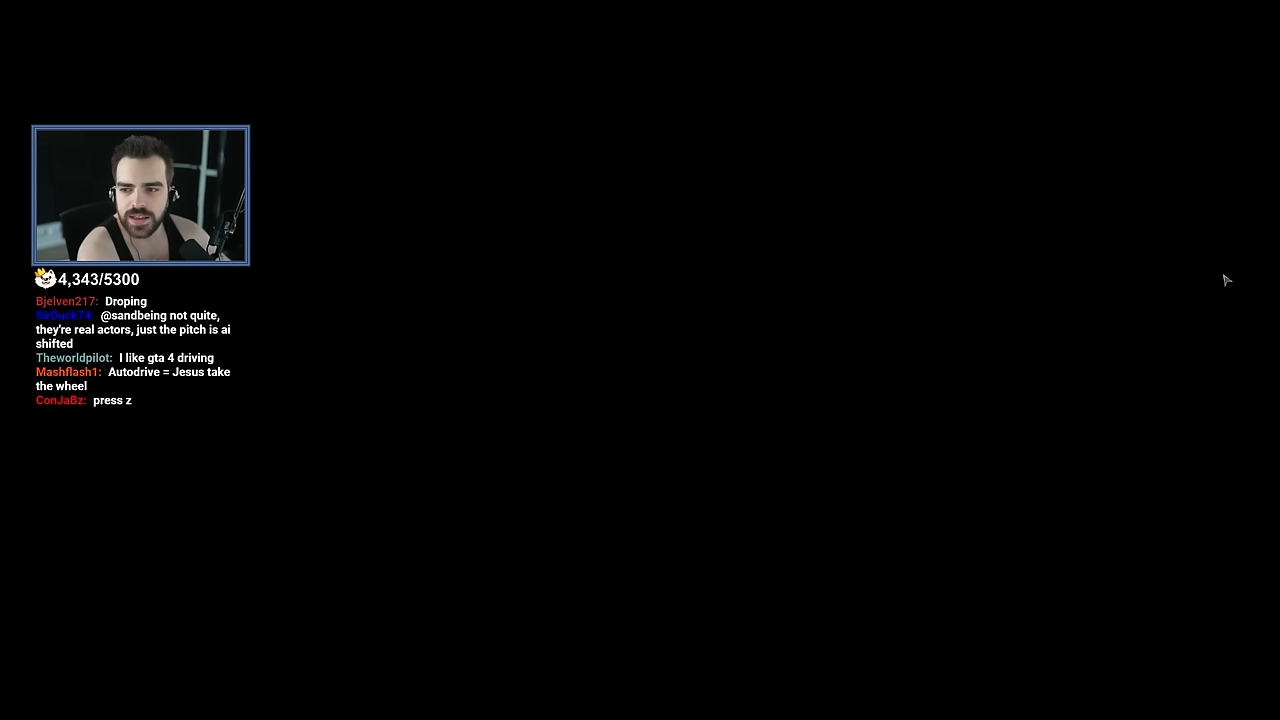 4,343/5300
Bjelven217: Droping
SirDuck74: @sandbeing not quite,
they're real actors, just the pitch is ai
shifted
Theworldpilot: I like gta 4 driving
Mashflash1: Autodrive = Jesus take
the wheel
ConJaBz: press z